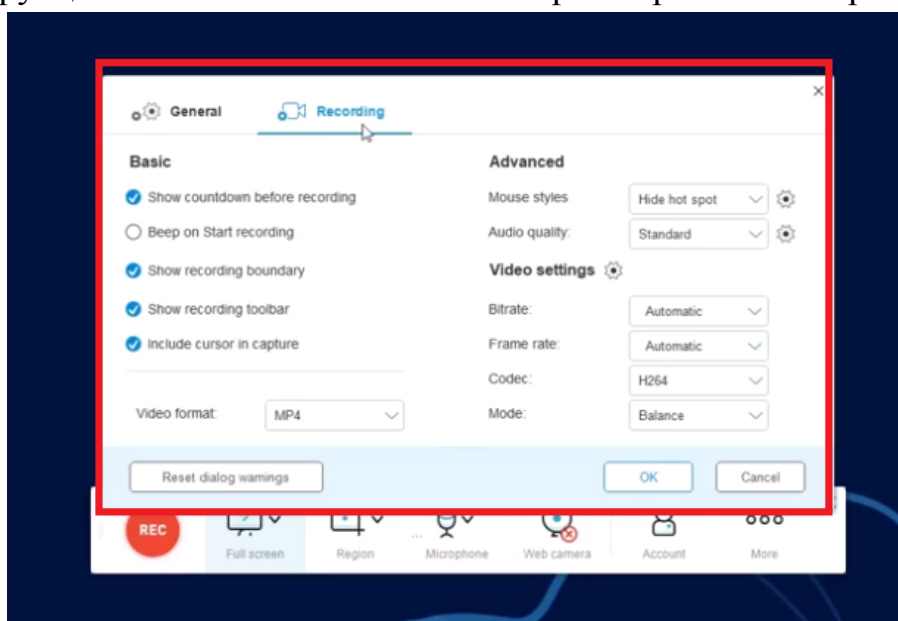 General
Recording
Basic
Show countdown before recording
Beep on Start recording
Show recording boundary
Show recording toolbar
Include cursor in capture
Video format:
MP4
Advanced
Mouse styles
Hide hot spot
Audio quality:
Standard
Video settings
Bitrate:
Automatic
Frame rate:
Automatic
Codec:
H264
Mode:
Balance
Reset dialog warnings
OK
Cancel
REC
Full screen
Region
Microphone
Web camera
Account
More